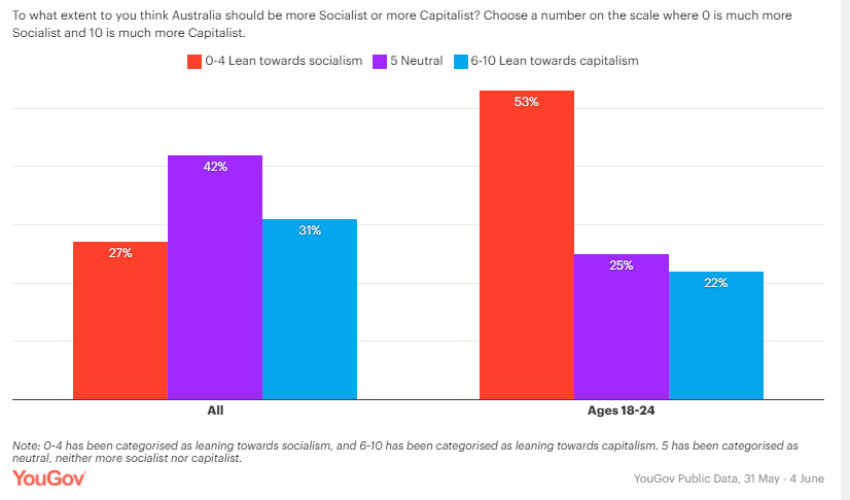 To what extent to you think Australia should be more Socialist or more Capitalist? Choose a number on the scale where 0 is much more
Socialist and 10 is much more Capitalist.
0-4 Lean towards socialism 5 Neutral 6-10 Lean towards capitalism
53%
42%
31%
27%
25%
22%
All Ages 18-24
Note: 0-4 has been categorised as leaning towards socialism, and 6-10 has been categorised as leaning towards capitalism. 5 has been categorised as
neutral, neither more socialist nor capitalist.
YouGov
YouGov Public Data, 31 May - 4 June